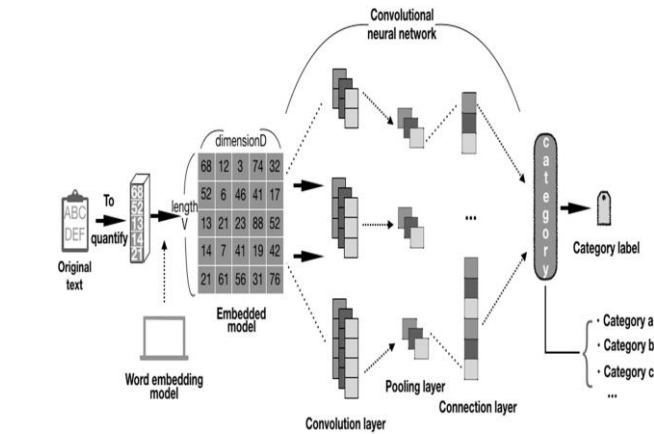 Convolutional
neural network
dimensionD
68 12 3 74 32
52 6 46 41 17
13 21 23 88 52
14 7 41 19 42
21 61 56 31 76
length
V
68
52
13
14
21
ABC
DEF
To
quantify
Original
text
Embedded
model
Word embedding
model
...
category
Category label
Pooling layer
Connection layer
Convolution layer
· Category a
· Category b
· Category c
...